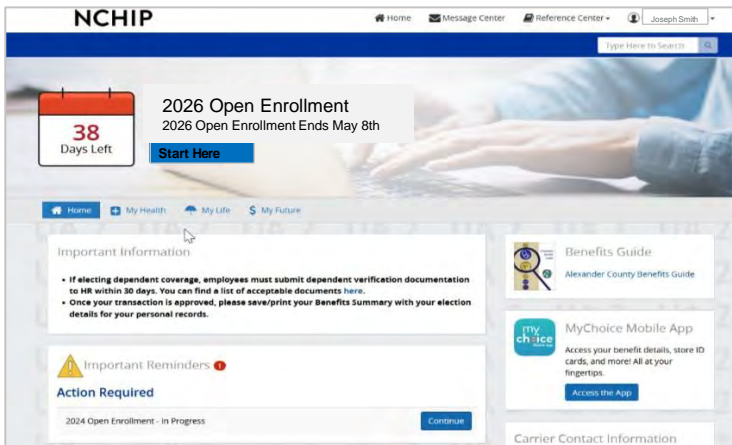 NCHIP
Home
Message Center
Reference Center
Joseph Smith
Type Here to Search
38
Days Left
2026 Open Enrollment
2026 Open Enrollment Ends May 8th
Start Here
Home
My Health
My Life
$ My Future
Important Information
• If electing dependent coverage, employees must submit dependent verification documentation
to HR within 30 days. You can find a list of acceptable documents here.
• Once your transaction is approved, please save/print your Benefits Summary with your election
details for your personal records.
Benefits Guide
Alexander County Benefits Guide
my
choice
MyChoice Mobile App
Access your benefit details, store ID
cards, and more! All at your
fingertips.
Access the App
Important Reminders 1
Action Required
2024 Open Enrollment - In Progress
Continue
Carrier Contact Information